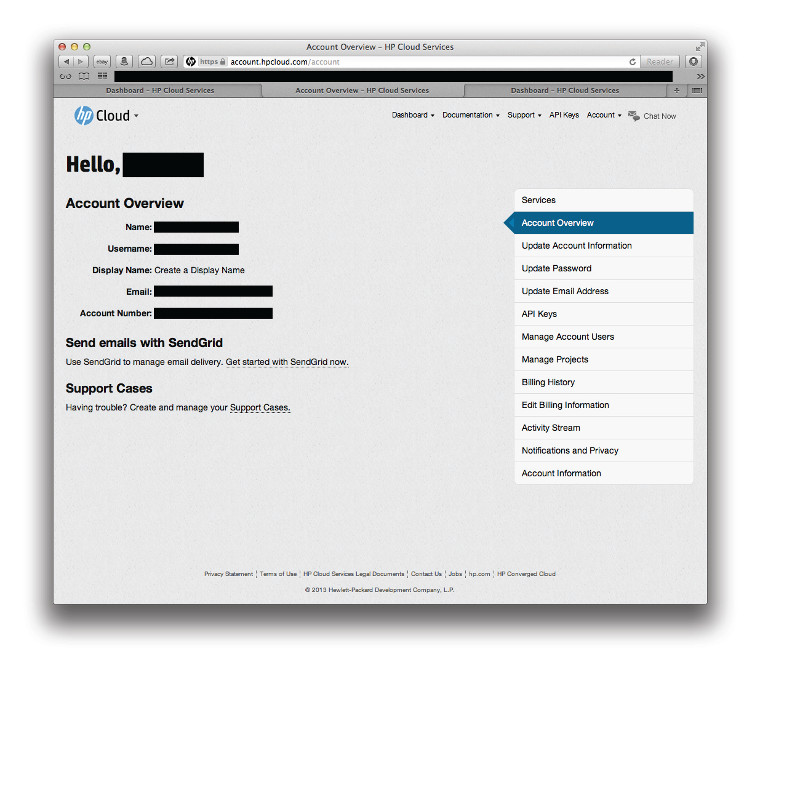 Account Overview – HP Cloud Services
ebay
hp https account.hpcloud.com/account Reader
Dashboard – HP Cloud Services Account Overview – HP Cloud Services Dashboard – HP Cloud Services +
hp Cloud Dashboard Documentation Support API Keys Account Chat Now
Hello,
Account Overview
Name:
Username:
Display Name: Create a Display Name
Email:
Account Number:
Send emails with SendGrid
Use SendGrid to manage email delivery. Get started with SendGrid now.
Support Cases
Having trouble? Create and manage your Support Cases.
Services
Account Overview
Update Account Information
Update Password
Update Email Address
API Keys
Manage Account Users
Manage Projects
Billing History
Edit Billing Information
Activity Stream
Notifications and Privacy
Account Information
Privacy Statement ¦ Terms of Use ¦ HP Cloud Services Legal Documents ¦ Contact Us ¦ Jobs ¦ hp.com ¦ HP Converged Cloud
© 2013 Hewlett-Packard Development Company, L.P.